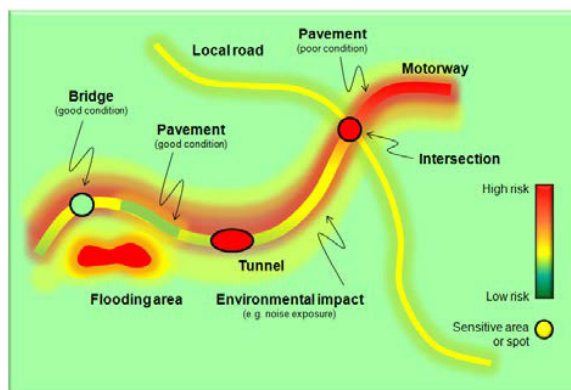 Local road
Pavement
(poor condition)
Motorway
Bridge
(good condition)
Pavement
(good condition)
Intersection
High risk
Tunnel
Flooding area
Environmental impact
(e.g. noise exposure)
Low risk
Sensitive area
or spot